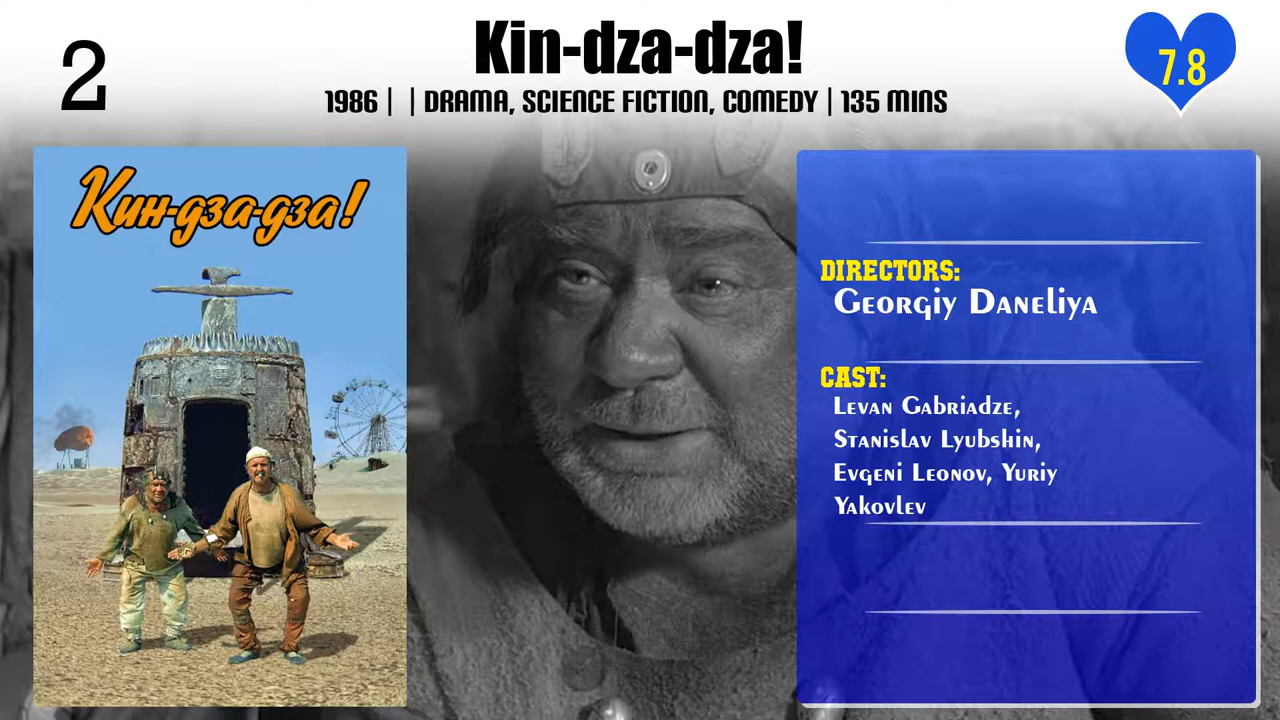 2
Kin-dza-dza!
1986 | | DRAMA, SCIENCE FICTION, COMEDY | 135 MINS
7.8
Кин-дза-дза!
DIRECTORS:
Georgiy Daneliya
CAST:
Levan Gabriadze,
Stanislav Lyubshin,
Evgeni Leonov, Yuriy
Yakovlev